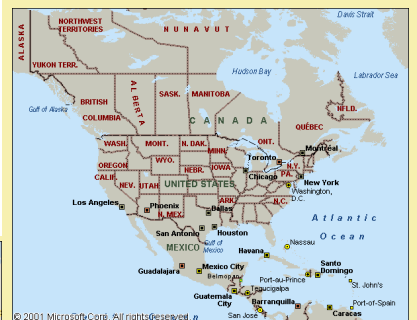 Davis Strait
NORTHWEST
TERRITORIES
NUNAVUT
ALASKA
YUKON TERR.
Hudson Bay
Labrador Sea
Gulf of Alaska
BRITISH
COLUMBIA
ALBERTA
SASK.
MANITOBA
NFLD.
CANADA
ONT.
QUÉBEC
WASH.
MONT.
N. DAK.
MINN.
Toronto
Montréal
OREGON
WYO.
NEBR.
IOWA
Chicago
N.Y.
PA.
New York
CALIF.
NEV.
UTAH
UNITED STATES
Washington,
D.C.
Los Angeles
Phoenix
N. MEX.
ARK.
N.C.
Dallas
San Antonio
Houston
Atlantic
Ocean
MEXICO
Gulf of
Mexico
Havana
Nassau
Guadalajara
Mexico City
Belmopan
Port-au-Prince
Santo
Domingo
St. John's
Guatemala
City
Tegucigalpa
Barranquilla
Port-of-Spain
San José
Caracas
© 2001 Microsoft Corp. All rights reserved.